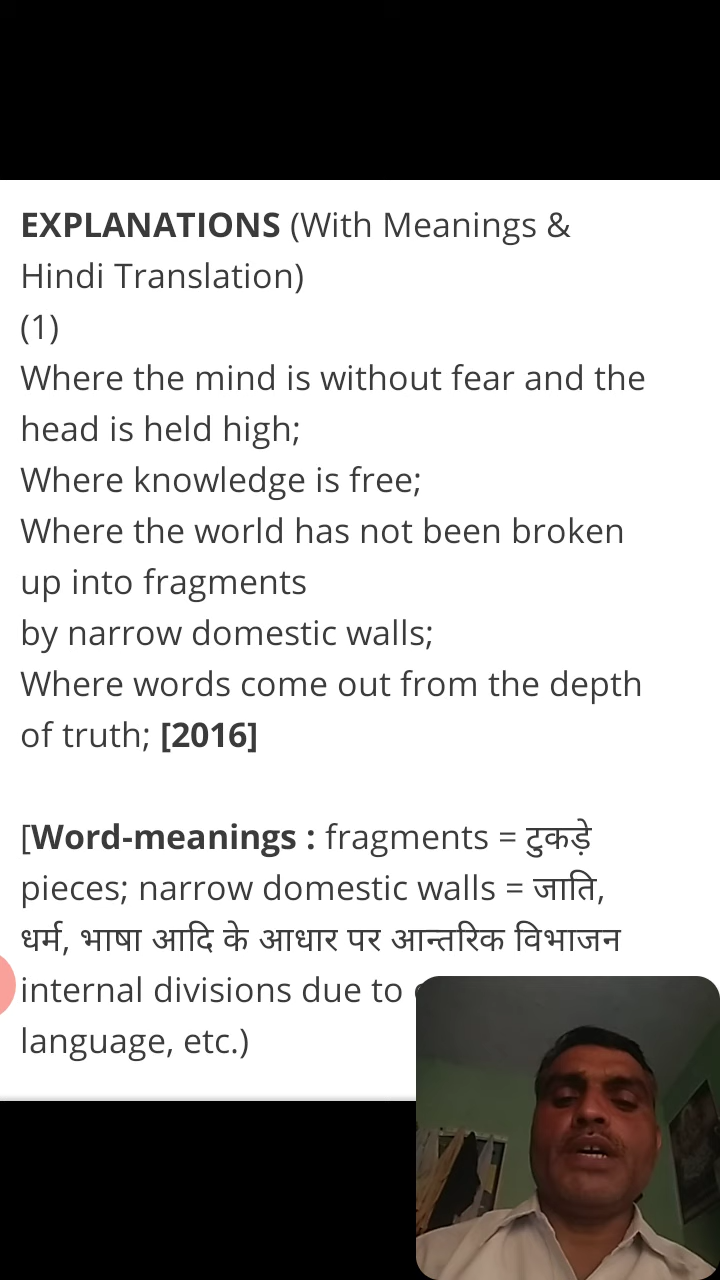 EXPLANATIONS (With Meanings &
Hindi Translation)
(1)
Where the mind is without fear and the
head is held high;
Where knowledge is free;
Where the world has not been broken
up into fragments
by narrow domestic walls;
Where words come out from the depth
of truth; [2016]
[Word-meanings : fragments = टुकड़े
pieces; narrow domestic walls = जाति,
धर्म, भाषा आदि के आधार पर आन्तरिक विभाजन
internal divisions due to
language, etc.)